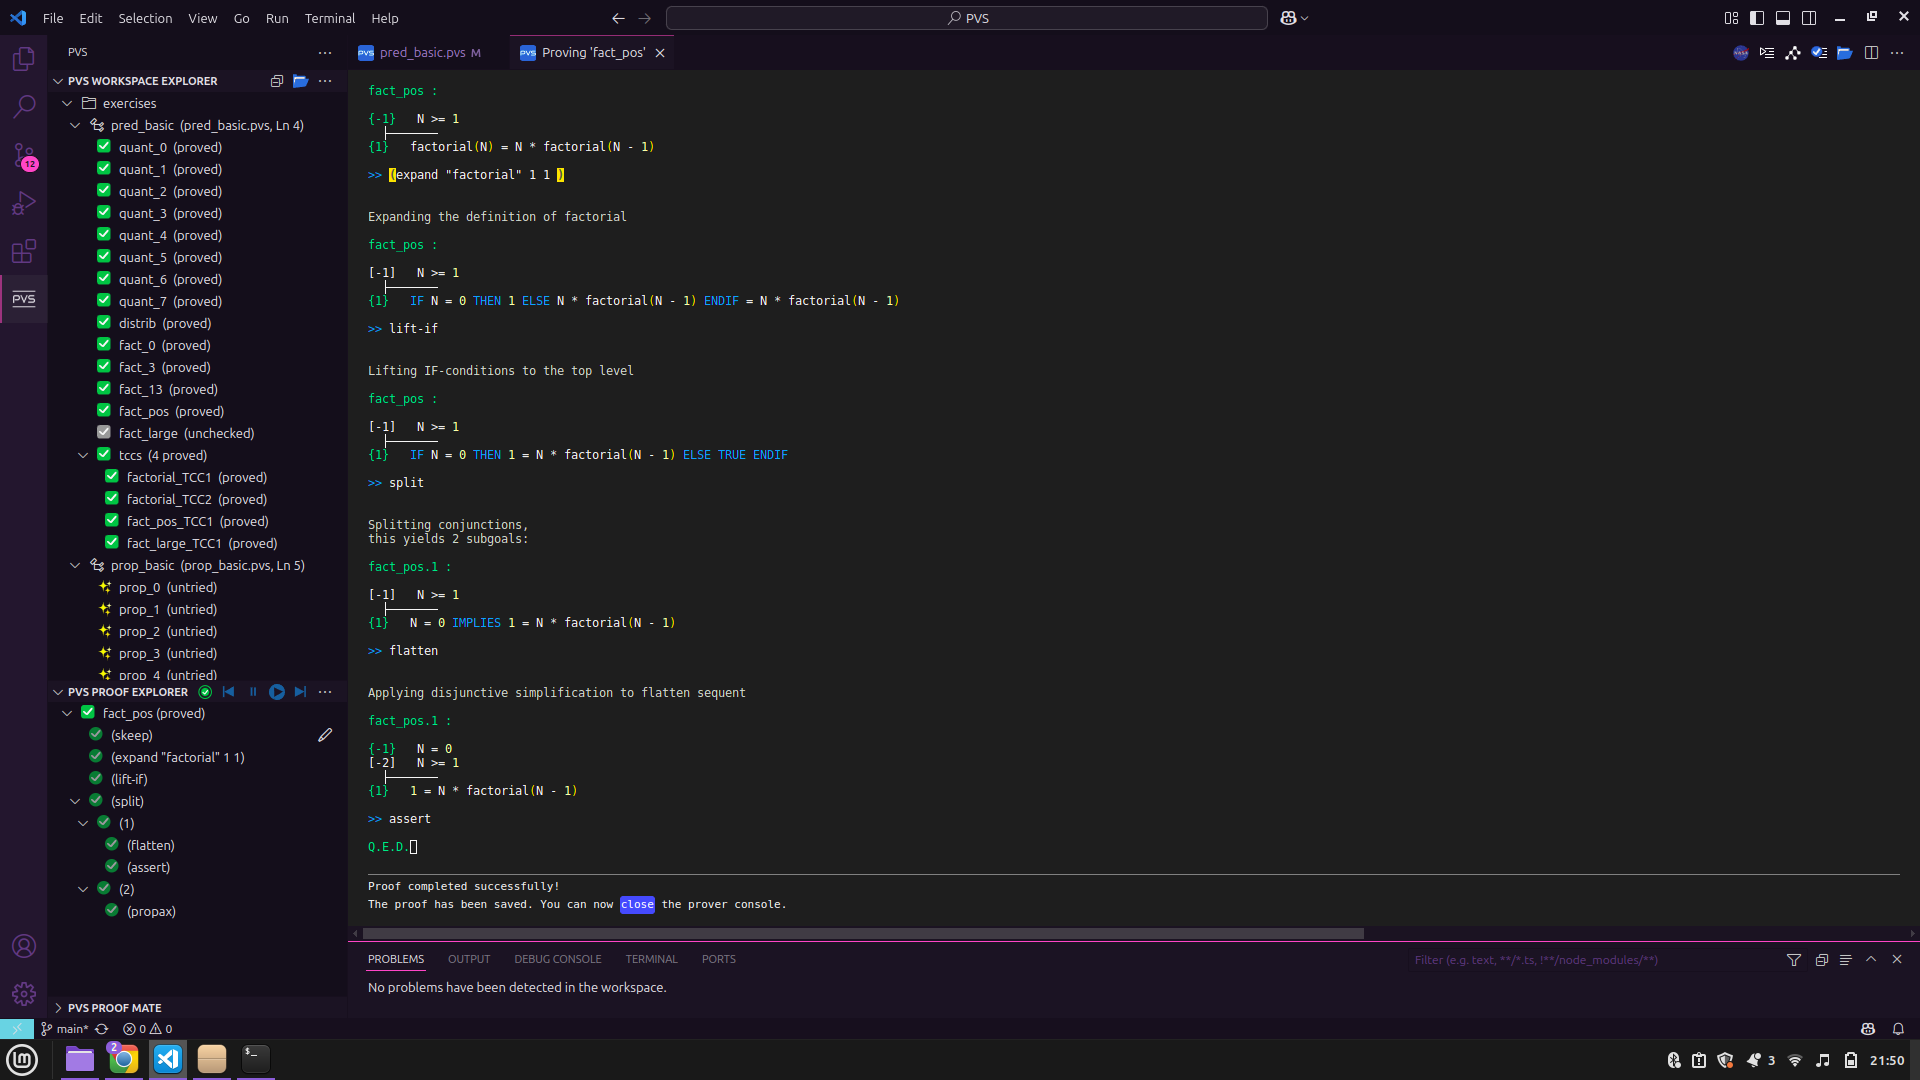 File Edit Selection View Go Run Terminal Help
PVS
PVS
pred_basic.pvs M
Proving 'fact_pos'
PVS WORKSPACE EXPLORER
exercises
pred_basic (pred_basic.pvs, Ln 4)
quant_0 (proved)
quant_1 (proved)
quant_2 (proved)
quant_3 (proved)
quant_4 (proved)
quant_5 (proved)
quant_6 (proved)
quant_7 (proved)
distrib (proved)
fact_0 (proved)
fact_3 (proved)
fact_13 (proved)
fact_pos (proved)
fact_large (unchecked)
tccs (4 proved)
factorial_TCC1 (proved)
factorial_TCC2 (proved)
fact_pos_TCC1 (proved)
fact_large_TCC1 (proved)
prop_basic (prop_basic.pvs, Ln 5)
prop_0 (untried)
prop_1 (untried)
prop_2 (untried)
prop_3 (untried)
prop_4 (untried)
12
PVS
PVS PROOF EXPLORER
fact_pos (proved)
(skeep)
(expand "factorial" 1 1)
(lift-if)
(split)
(1)
(flatten)
(assert)
(2)
(propax)
PVS PROOF MATE
fact_pos :
{-1} N >= 1
{1} factorial(N) = N * factorial(N - 1)
>> (expand "factorial" 1 1 )
Expanding the definition of factorial
fact_pos :
[-1] N >= 1
{1} IF N = 0 THEN 1 ELSE N * factorial(N - 1) ENDIF = N * factorial(N - 1)
>> lift-if
Lifting IF-conditions to the top level
fact_pos :
[-1] N >= 1
{1} IF N = 0 THEN 1 = N * factorial(N - 1) ELSE TRUE ENDIF
>> split
Splitting conjunctions,
this yields 2 subgoals:
fact_pos.1 :
[-1] N >= 1
{1} N = 0 IMPLIES 1 = N * factorial(N - 1)
>> flatten
Applying disjunctive simplification to flatten sequent
fact_pos.1 :
{-1} N = 0
[-2] N >= 1
{1} 1 = N * factorial(N - 1)
>> assert
Q.E.D.
Proof completed successfully!
The proof has been saved. You can now close the prover console.
PROBLEMS OUTPUT DEBUG CONSOLE TERMINAL PORTS
Filter (e.g. text, **/*.ts, !**/node_modules/**)
No problems have been detected in the workspace.
main* 0 0
2
$_
3
21:50